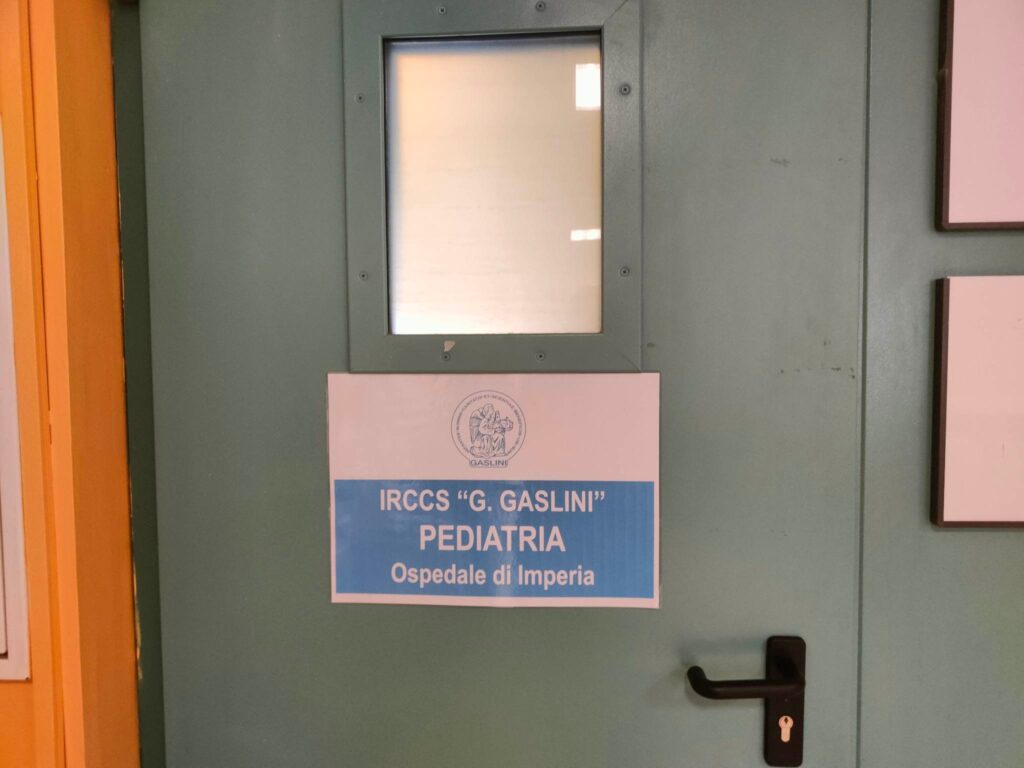 GASLINI
IRCCS “G. GASLINI”
PEDIATRIA
Ospedale di Imperia